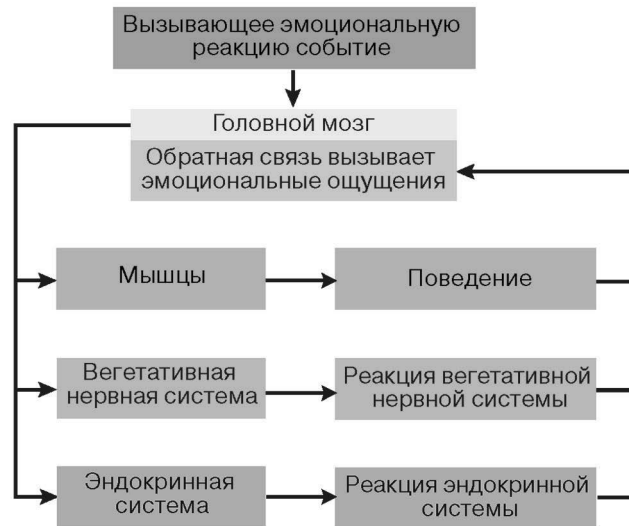 Вызывающее эмоциональную
реакцию событие
Головной мозг
Обратная связь вызывает
эмоциональные ощущения
Мышцы
Поведение
Вегетативная
нервная система
Реакция вегетативной
нервной системы
Эндокринная
система
Реакция эндокринной
системы